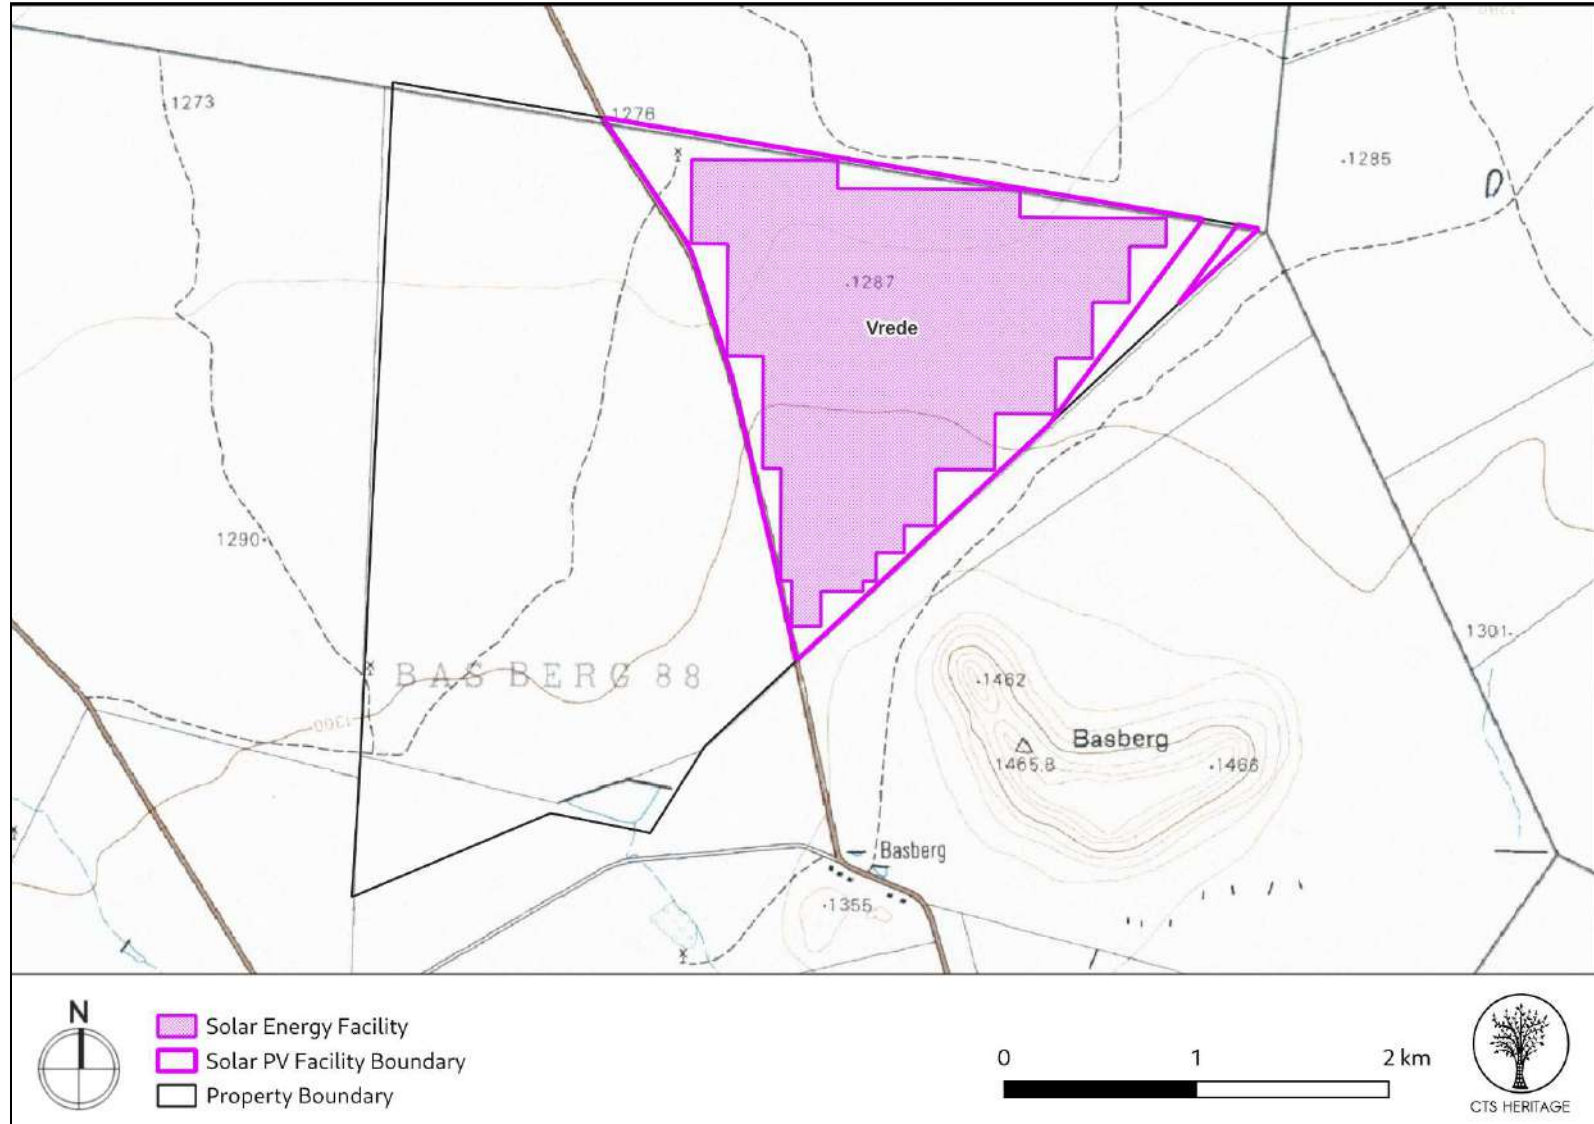 1273
1276
.1285
.1287
Vrede
1290.
BAS BERG 88
1301.
.1462
1300
Basberg
1465.8
.1466
Basberg
.1355
N
Solar Energy Facility
Solar PV Facility Boundary
Property Boundary
0 1 2 km
CTS HERITAGE